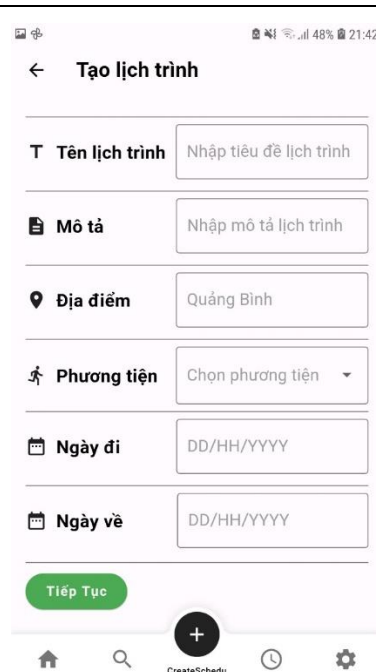 48% 21:42
Tạo lịch trình
Tên lịch trình Nhập tiêu đề lịch trình
Mô tả Nhập mô tả lịch trình
Địa điểm Quảng Bình
Phương tiện Chọn phương tiện
Ngày đi DD/HH/YYYY
Ngày về DD/HH/YYYY
Tiếp Tục
CreateSchedu